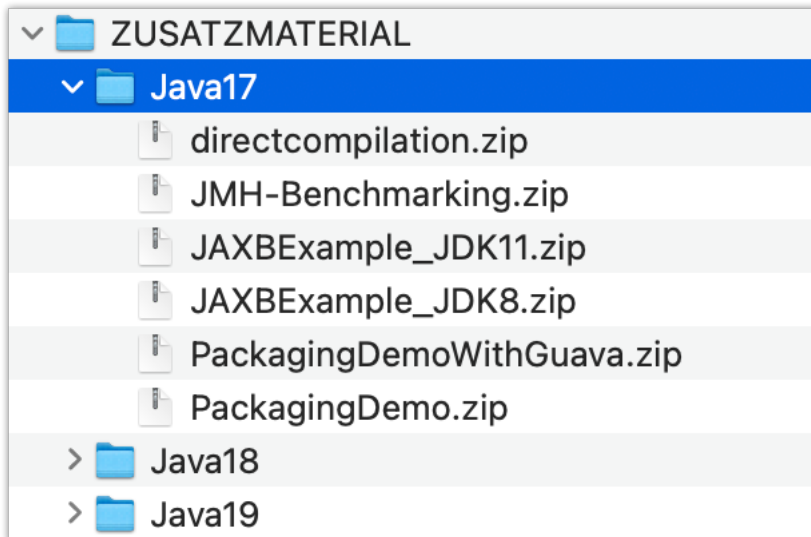 ZUSATZMATERIAL
Java17
directcompilation.zip
JMH-Benchmarking.zip
JAXBExample_JDK11.zip
JAXBExample_JDK8.zip
PackagingDemoWithGuava.zip
PackagingDemo.zip
Java18
Java19